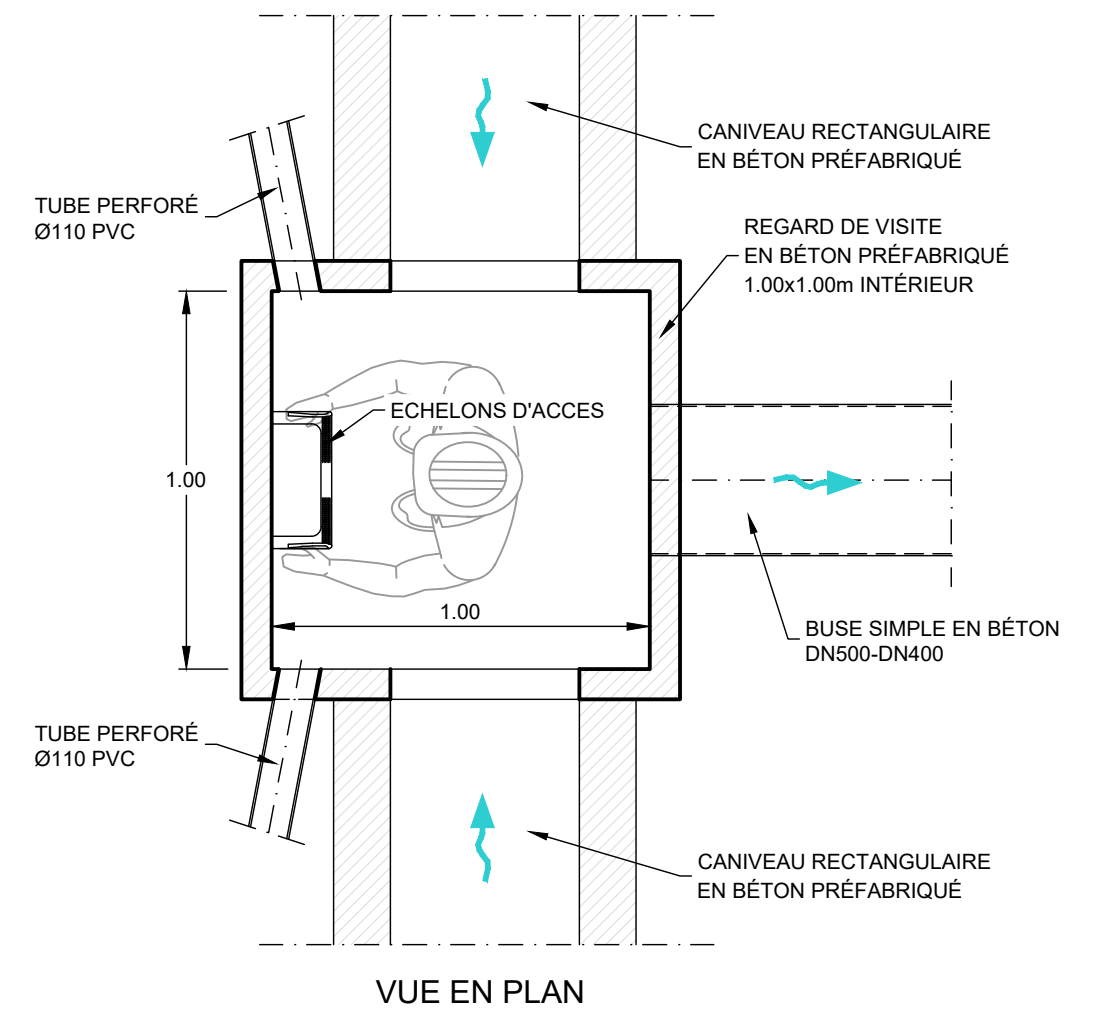 CANIVEAU RECTANGULAIRE
EN BÉTON PRÉFABRIQUÉ
TUBE PERFORÉ
Ø110 PVC
REGARD DE VISITE
EN BÉTON PRÉFABRIQUÉ
1.00x1.00m INTÉRIEUR
ECHELONS D'ACCES
1.00
1.00
BUSE SIMPLE EN BÉTON
DN500-DN400
TUBE PERFORÉ
Ø110 PVC
CANIVEAU RECTANGULAIRE
EN BÉTON PRÉFABRIQUÉ
VUE EN PLAN